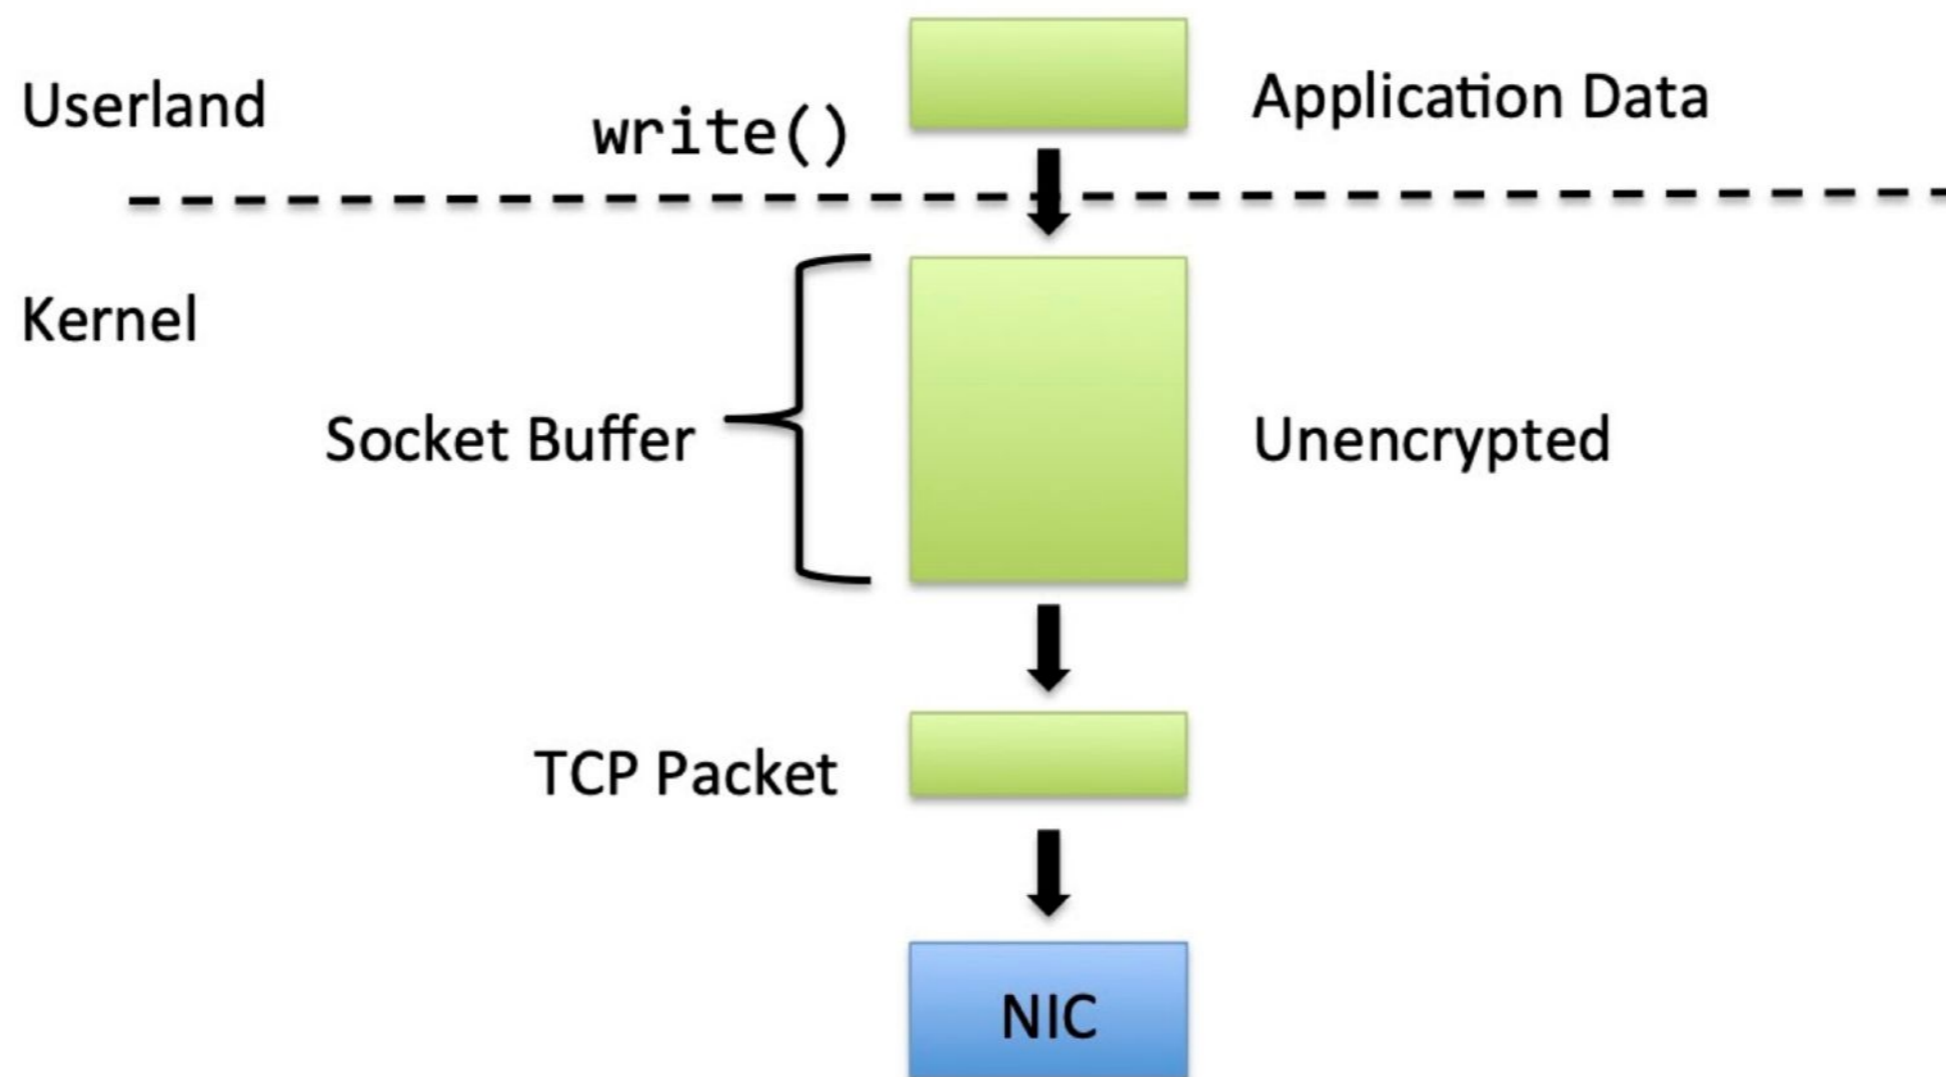 Userland
write()
Application Data
Kernel
Socket Buffer
Unencrypted
TCP Packet
NIC